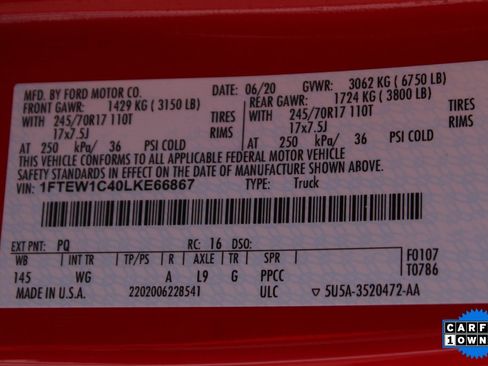 MFD. BY FORD MOTOR CO. DATE: 06/20 GVWR: 3062 KG ( 6750 LB)
FRONT GAWR: 1429 KG ( 3150 LB) REAR GAWR: 1724 KG ( 3800 LB)
WITH 245/70R17 110T TIRES WITH 245/70R17 110T TIRES
17x7.5J RIMS 17x7.5J RIMS
AT 250 kPa/ 36 PSI COLD AT 250 kPa/ 36 PSI COLD
THIS VEHICLE CONFORMS TO ALL APPLICABLE FEDERAL MOTOR VEHICLE
SAFETY STANDARDS IN EFFECT ON THE DATE OF MANUFACTURE SHOWN ABOVE.
VIN: 1FTEW1C40LKE66867 TYPE: Truck
EXT PNT: PQ RC: 16 DSO:
WB INT TR TP/PS R AXLE TR SPR F0107
145 WG A L9 G PPCC T0786
MADE IN U.S.A. 2202006228541 ULC 5U5A-3520472-AA
CARF
1 OWN